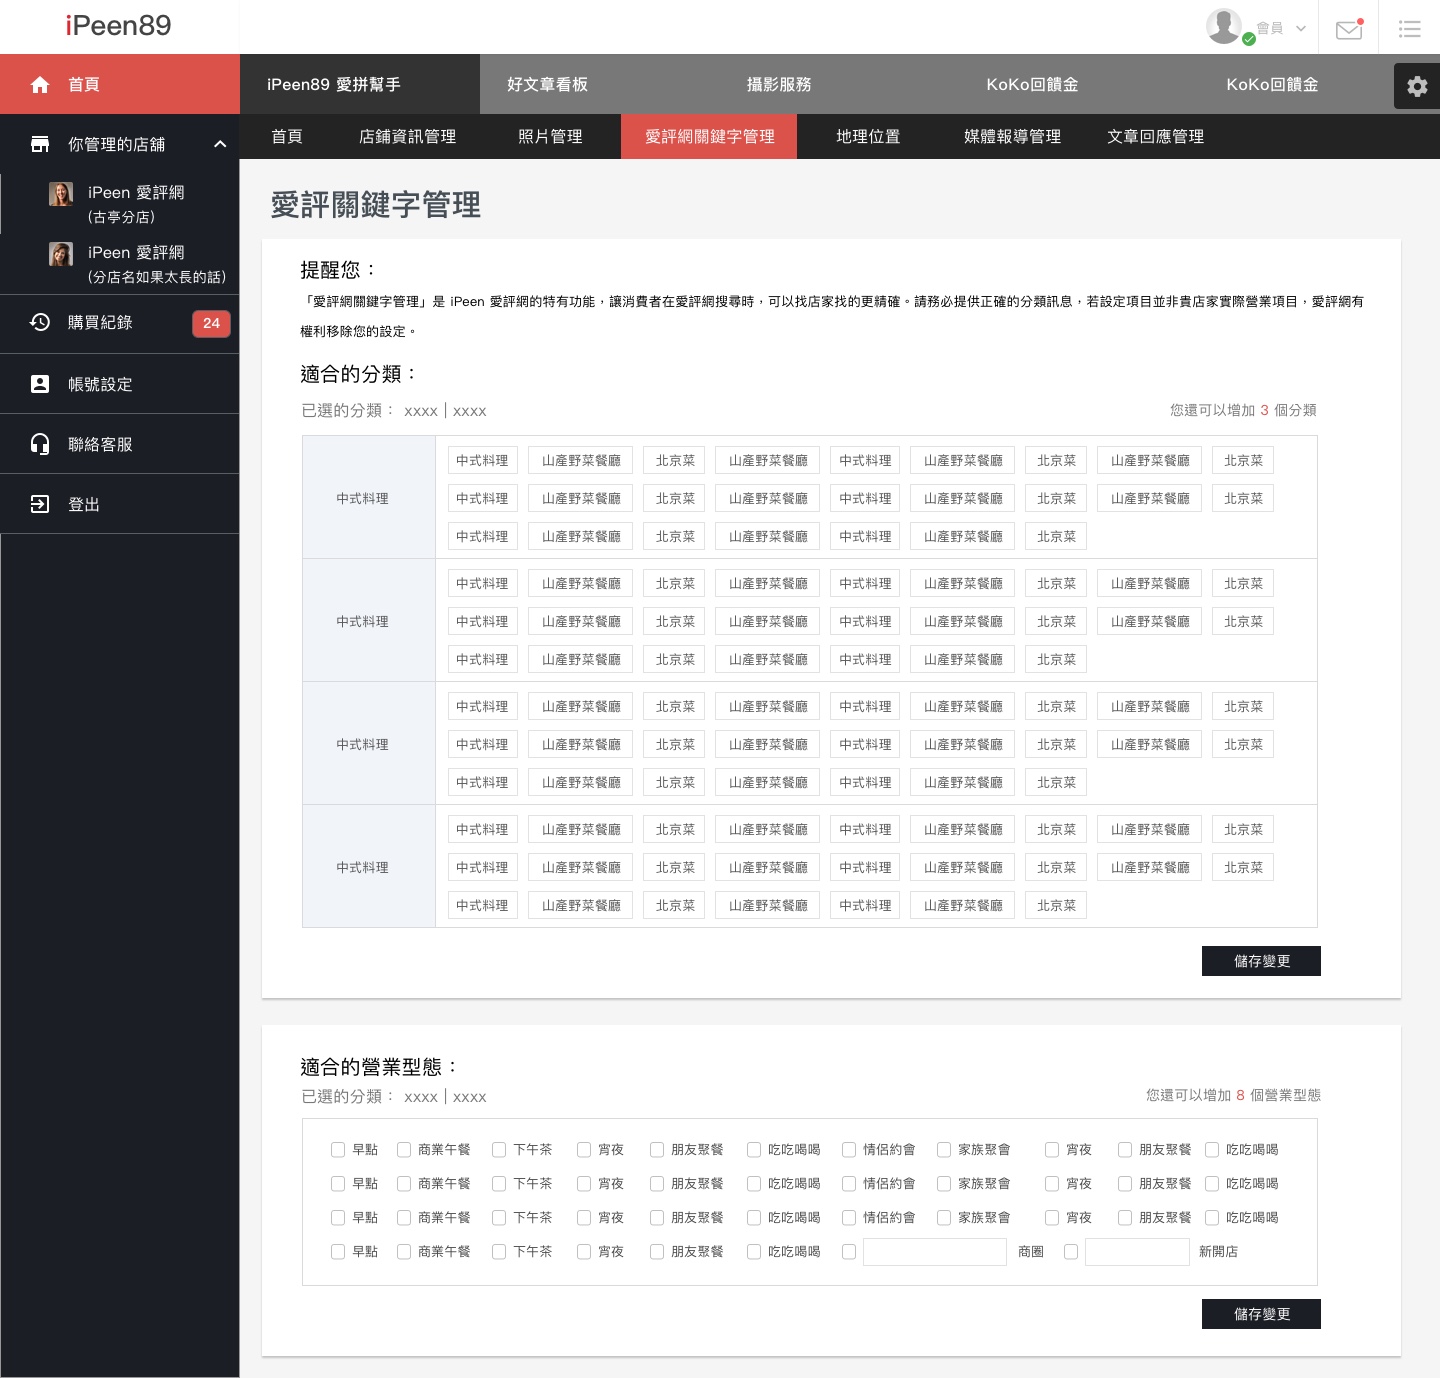 iPeen89
會員
首頁
iPeen89 愛拼幫手
好文章看板
攝影服務
KoKo回饋金
KoKo回饋金
首頁
店鋪資訊管理
照片管理
愛評網關鍵字管理
地理位置
媒體報導管理
文章回應管理
你管理的店舖
iPeen 愛評網
(古亭分店)
iPeen 愛評網
(分店名如果太長的話)
購買紀錄
24
帳號設定
聯絡客服
登出
愛評關鍵字管理
提醒您：
「愛評網關鍵字管理」是 iPeen 愛評網的特有功能，讓消費者在愛評網搜尋時，可以找店家找的更精確。請務必提供正確的分類訊息，若設定項目並非貴店家實際營業項目，愛評網有
權利移除您的設定。
適合的分類：
已選的分類： xxxx | xxxx
您還可以增加 3 個分類
中式料理
中式料理 山產野菜餐廳 北京菜 山產野菜餐廳 中式料理 山產野菜餐廳 北京菜 山產野菜餐廳 北京菜
中式料理 山產野菜餐廳 北京菜 山產野菜餐廳 中式料理 山產野菜餐廳 北京菜 山產野菜餐廳 北京菜
中式料理 山產野菜餐廳 北京菜 山產野菜餐廳 中式料理 山產野菜餐廳 北京菜
中式料理
中式料理 山產野菜餐廳 北京菜 山產野菜餐廳 中式料理 山產野菜餐廳 北京菜 山產野菜餐廳 北京菜
中式料理 山產野菜餐廳 北京菜 山產野菜餐廳 中式料理 山產野菜餐廳 北京菜 山產野菜餐廳 北京菜
中式料理 山產野菜餐廳 北京菜 山產野菜餐廳 中式料理 山產野菜餐廳 北京菜
中式料理
中式料理 山產野菜餐廳 北京菜 山產野菜餐廳 中式料理 山產野菜餐廳 北京菜 山產野菜餐廳 北京菜
中式料理 山產野菜餐廳 北京菜 山產野菜餐廳 中式料理 山產野菜餐廳 北京菜 山產野菜餐廳 北京菜
中式料理 山產野菜餐廳 北京菜 山產野菜餐廳 中式料理 山產野菜餐廳 北京菜
中式料理
中式料理 山產野菜餐廳 北京菜 山產野菜餐廳 中式料理 山產野菜餐廳 北京菜 山產野菜餐廳 北京菜
中式料理 山產野菜餐廳 北京菜 山產野菜餐廳 中式料理 山產野菜餐廳 北京菜 山產野菜餐廳 北京菜
中式料理 山產野菜餐廳 北京菜 山產野菜餐廳 中式料理 山產野菜餐廳 北京菜
儲存變更
適合的營業型態：
已選的分類： xxxx | xxxx
您還可以增加 8 個營業型態
早點 商業午餐 下午茶 宵夜 朋友聚餐 吃吃喝喝 情侶約會 家族聚會 宵夜 朋友聚餐 吃吃喝喝
早點 商業午餐 下午茶 宵夜 朋友聚餐 吃吃喝喝 情侶約會 家族聚會 宵夜 朋友聚餐 吃吃喝喝
早點 商業午餐 下午茶 宵夜 朋友聚餐 吃吃喝喝 情侶約會 家族聚會 宵夜 朋友聚餐 吃吃喝喝
早點 商業午餐 下午茶 宵夜 朋友聚餐 吃吃喝喝 商圈 新開店
儲存變更